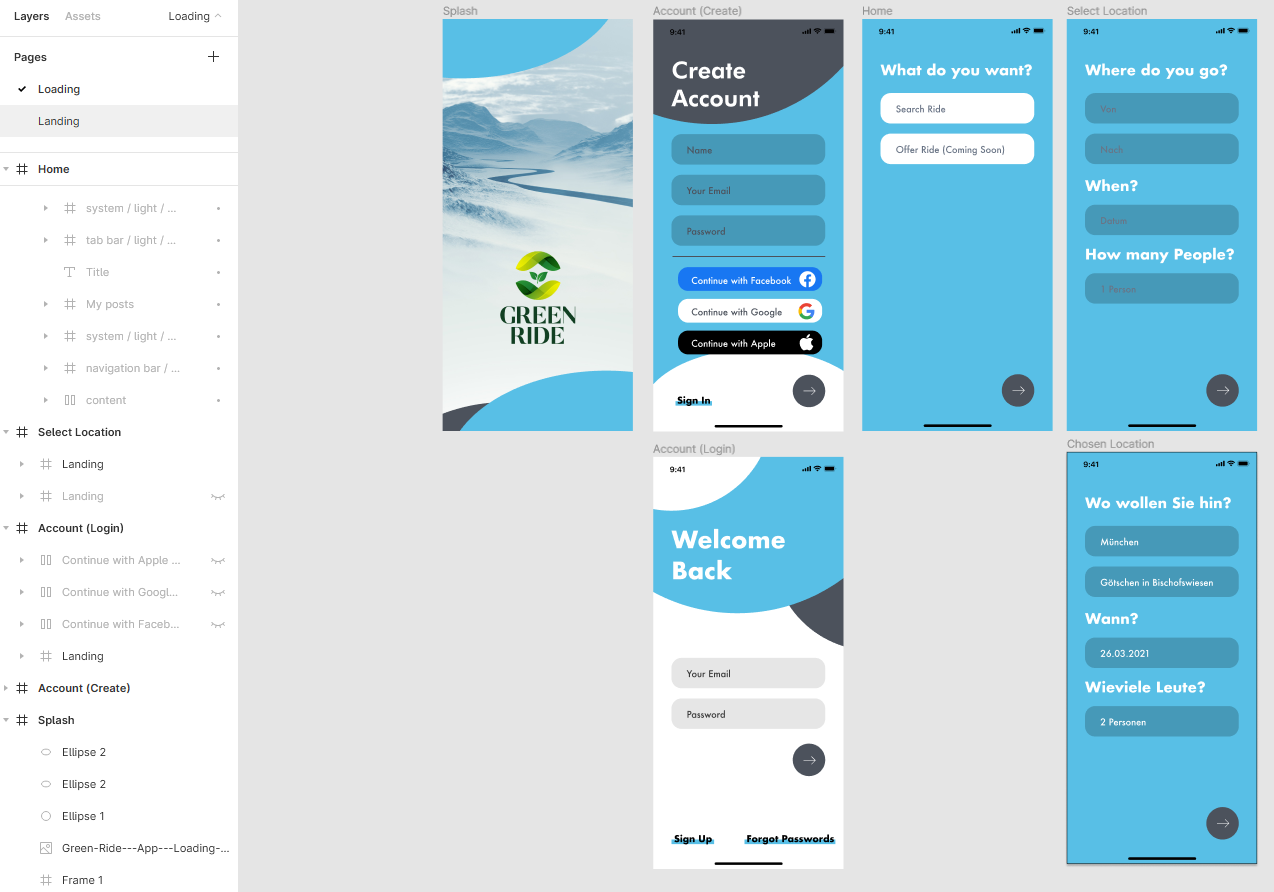 Layers Assets Loading
Pages
Loading
Landing
Home
system / light / ...
tab bar / light / ...
Title
My posts
system / light / ...
navigation bar / ...
content
Select Location
Landing
Landing
Account (Login)
Continue with Apple ...
Continue with Googl...
Continue with Faceb...
Landing
Account (Create)
Splash
Ellipse 2
Ellipse 2
Ellipse 1
Green-Ride---App---Loading-...
Frame 1
Splash
GREEN
RIDE
Account (Create)
9:41
Create
Account
Name
Your Email
Password
Continue with Facebook
Continue with Google
Continue with Apple
Sign In
Home
9:41
What do you want?
Search Ride
Offer Ride (Coming Soon)
Select Location
9:41
Where do you go?
Von
Nach
When?
Datum
How many People?
1 Person
Account (Login)
9:41
Welcome
Back
Your Email
Password
Sign Up Forgot Passwords
Chosen Location
9:41
Wo wollen Sie hin?
München
Götschen in Bischofswiesen
Wann?
26.03.2021
Wieviele Leute?
2 Personen